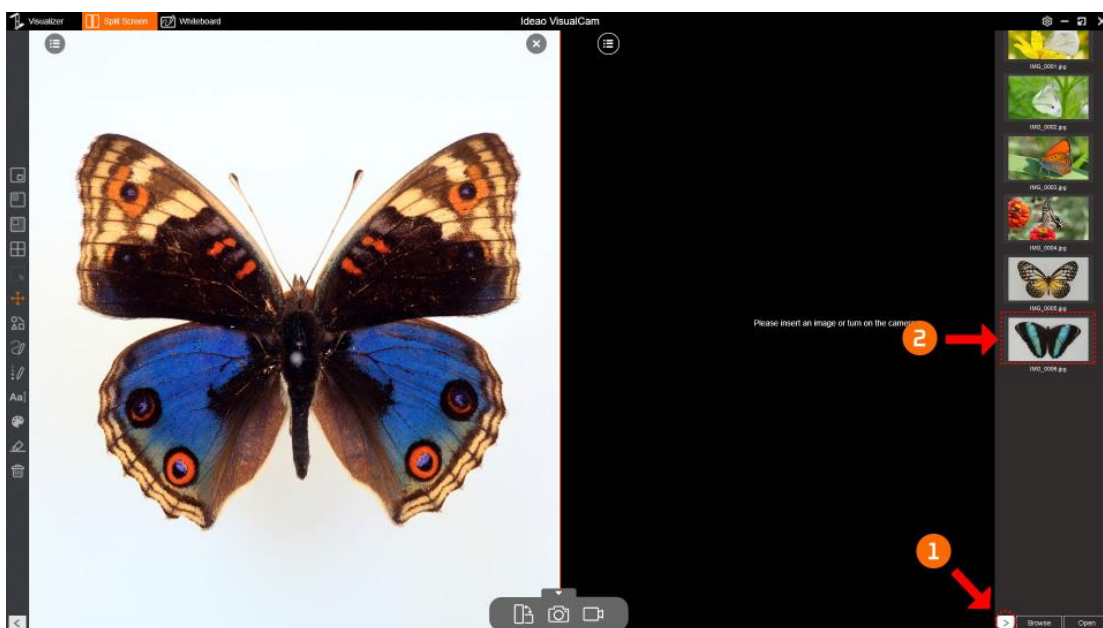 Visualizer
Split Screen
Whiteboard
Ideao VisualCam
IMG_0001.jpg
IMG_0002.jpg
IMG_0003.jpg
IMG_0004.jpg
IMG_0005.jpg
Please insert an image or turn on the camera
2
IMG_0006.jpg
Aa
1
Browse
Open